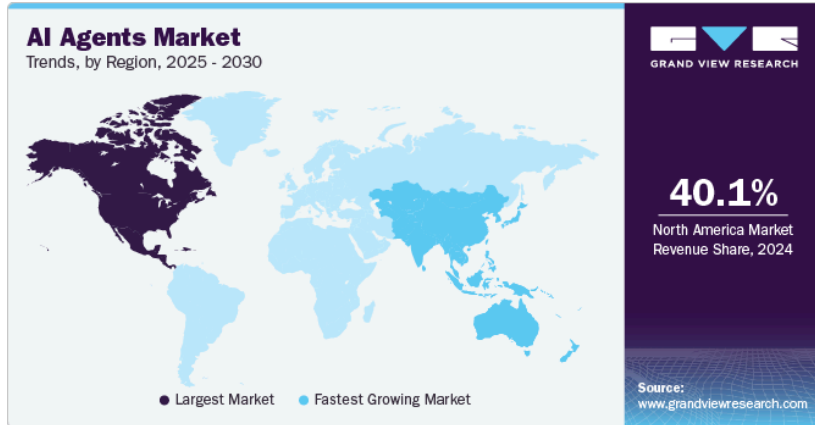 AI Agents Market
Trends, by Region, 2025 - 2030
GRAND VIEW RESEARCH
40.1%
North America Market
Revenue Share, 2024
Largest Market
Fastest Growing Market
Source:
www.grandviewresearch.com